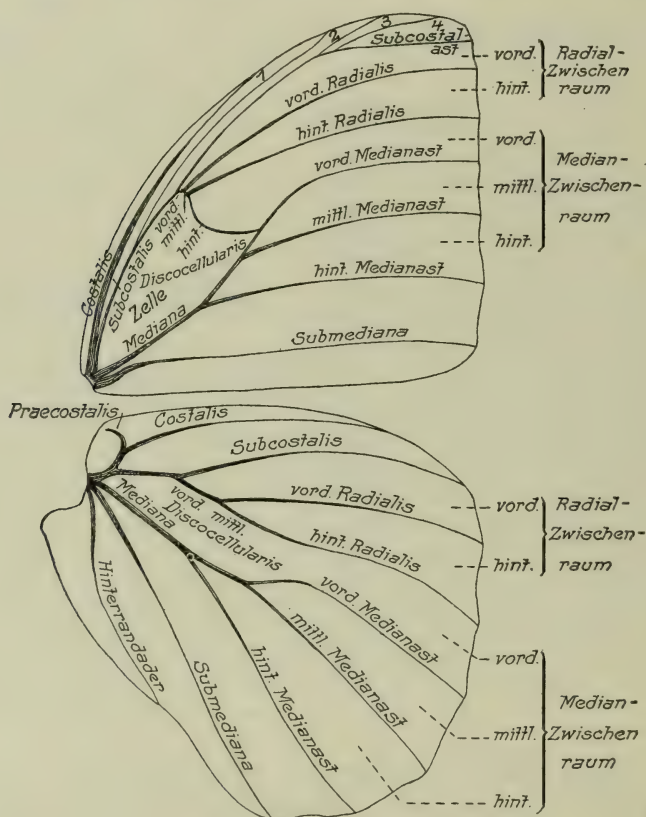 1 2 3 4
Subcostal-
ast
vord. Radialis
hint. Radialis
vord. Medianast
mittl. Medianast
hint. Medianast
Submediana
Costalis
Subcostalis
Zelle
Mediana
vord.
mittl.
hint.
Discocellularis
vord.
hint.
Radial-
Zwischen
raum
vord.
mittl.
hint.
Median-
Zwischen-
raum
Praecostalis
Costalis
Subcostalis
vord. Radialis
hint. Radialis
vord. mittl.
Discocellularis
Mediana
vord. Medianast
mittl. Medianast
hint. Medianast
Submediana
Hinterrandader
vord.
hint.
Radial-
Zwischen-
raum
vord.
mittl.
hint.
Median-
Zwischen
raum